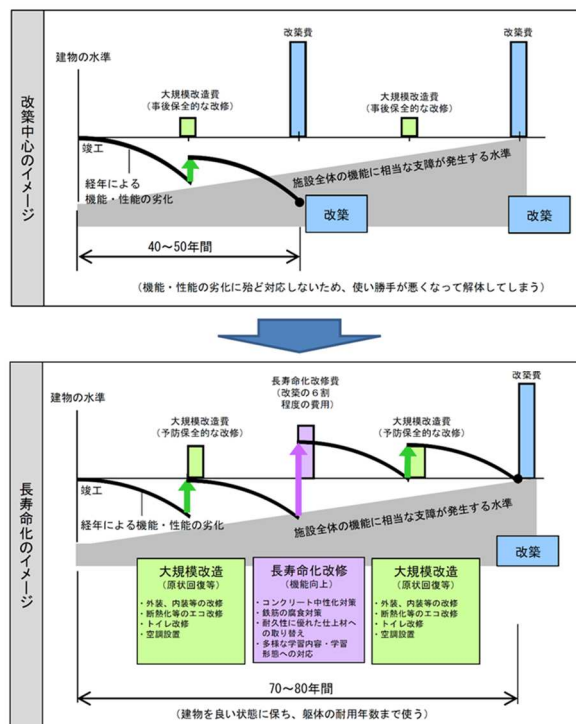 改築中心のイメージ
建物の水準
大規模改造費
(事後保全的な改修)
改築費
大規模改造費
(事後保全的な改修)
改築費
竣工
経年による
機能・性能の劣化
施設全体の機能に相当な支障が発生する水準
改築
改築
40～50年間
(機能・性能の劣化に殆ど対応しないため、使い勝手が悪くなって解体してしまう)
長寿命化のイメージ
建物の水準
大規模改造費
(予防保全的な改修)
長寿命化改修費
(改築の6割
程度の費用)
大規模改造費
(予防保全的な改修)
改築費
竣工
経年による機能・性能の劣化
施設全体の機能に相当な支障が発生する水準
改築
大規模改造
(原状回復等)
・外装、内装等の改修
・断熱化等のエコ改修
・トイレ改修
・空調設置
長寿命化改修
(機能向上)
・コンクリート中性化対策
・鉄筋の腐食対策
・耐久性に優れた仕上材へ
の取り替え
・多様な学習内容・学習
形態への対応
大規模改造
(原状回復等)
・外装、内装等の改修
・断熱化等のエコ改修
・トイレ改修
・空調設置
70～80年間
(建物を良い状態に保ち、躯体の耐用年数まで使う)